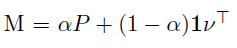 M = αP + (1 − α)𝟏ν⊤